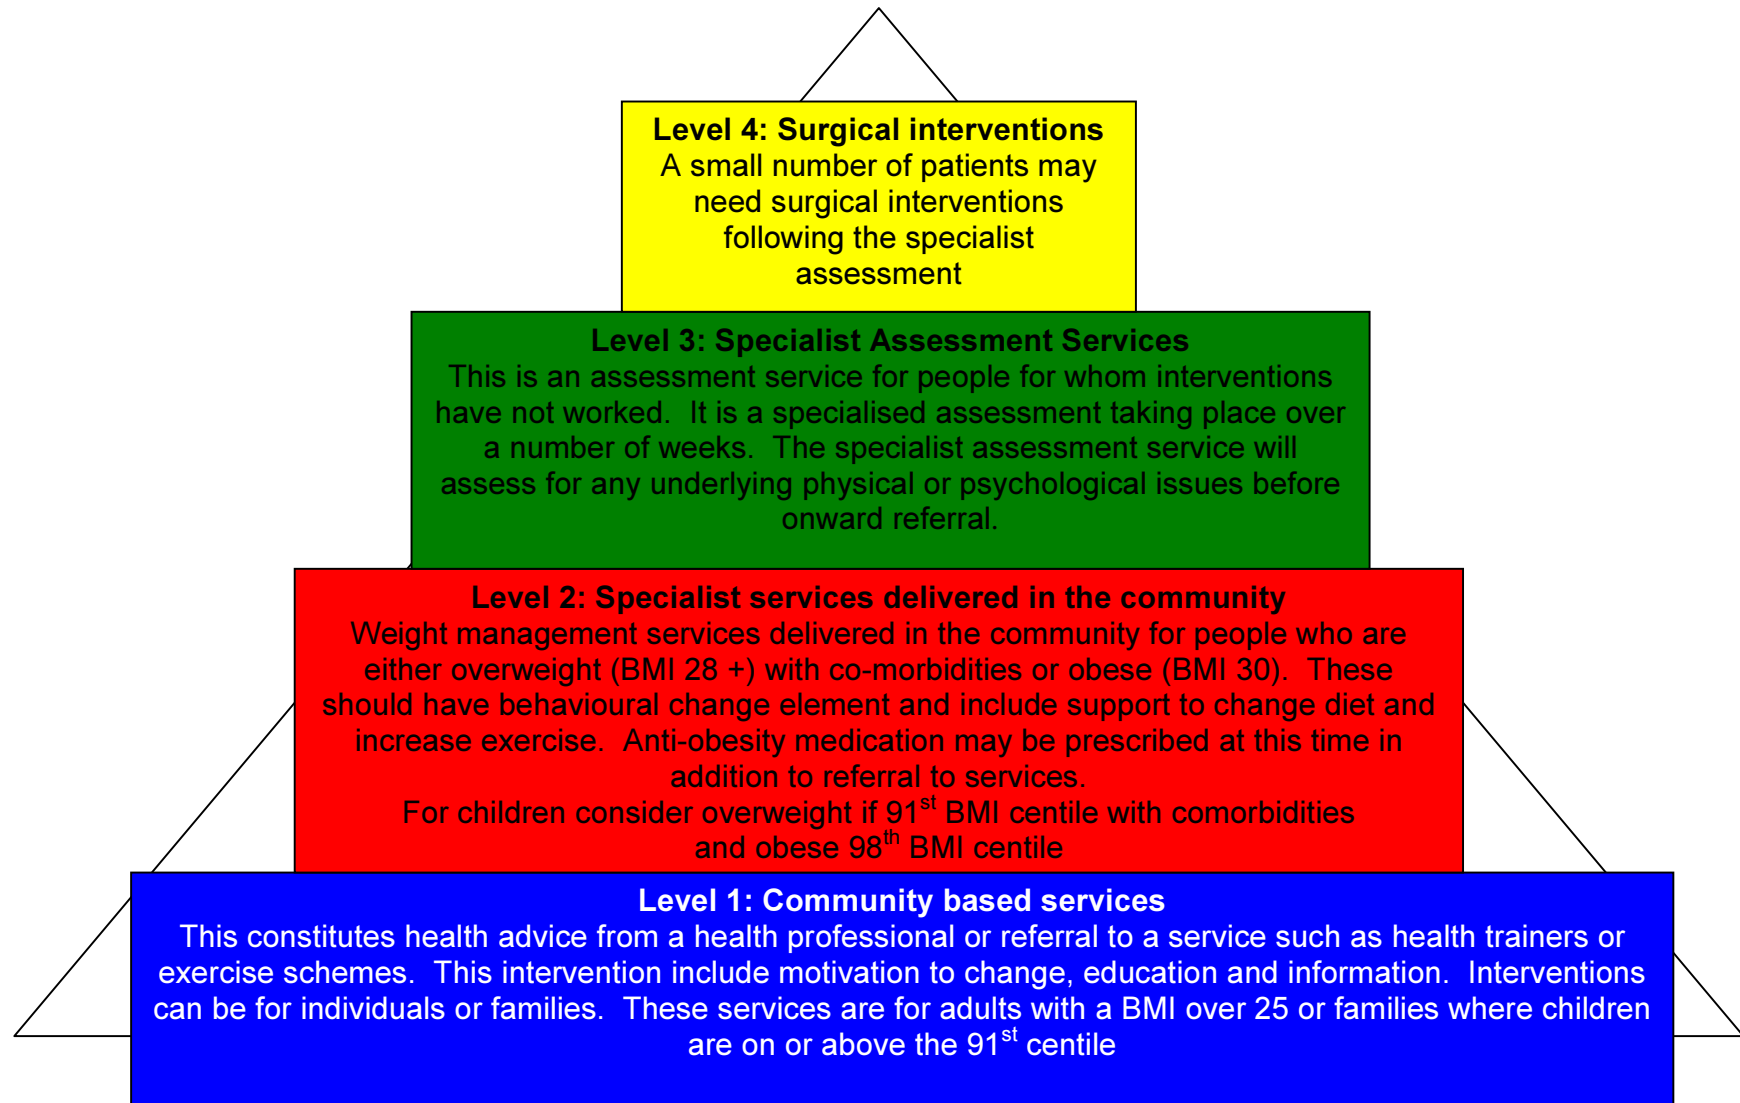 Level 4: Surgical interventions
A small number of patients may
need surgical interventions
following the specialist
assessment
Level 3: Specialist Assessment Services
This is an assessment service for people for whom interventions
have not worked.  It is a specialised assessment taking place over
a number of weeks.  The specialist assessment service will
assess for any underlying physical or psychological issues before
onward referral.
Level 2: Specialist services delivered in the community
Weight management services delivered in the community for people who are
either overweight (BMI 28 +) with co-morbidities or obese (BMI 30).  These
should have behavioural change element and include support to change diet and
increase exercise.  Anti-obesity medication may be prescribed at this time in
addition to referral to services.
For children consider overweight if 91st BMI centile with comorbidities
and obese 98th BMI centile
Level 1: Community based services
This constitutes health advice from a health professional or referral to a service such as health trainers or
exercise schemes.  This intervention include motivation to change, education and information.  Interventions
can be for individuals or families.  These services are for adults with a BMI over 25 or families where children
are on or above the 91st centile